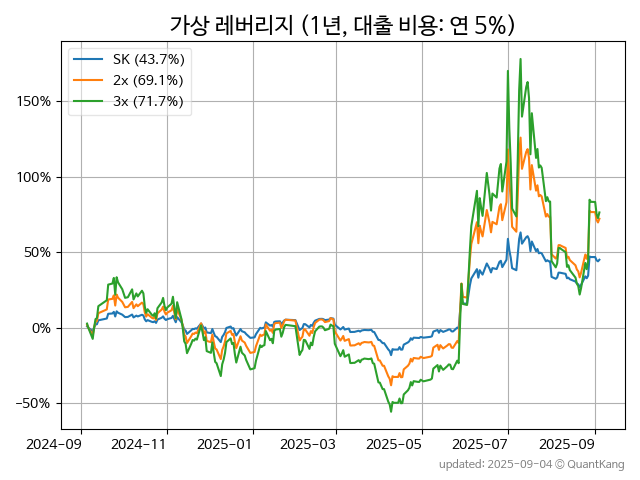 가상 레버리지 (1년, 대출 비용: 연 5%)
SK (43.7%)
2x (69.1%)
3x (71.7%)
150%
100%
50%
0%
−50%
2024-09 2024-11 2025-01 2025-03 2025-05 2025-07 2025-09
updated: 2025-09-04 © QuantKang